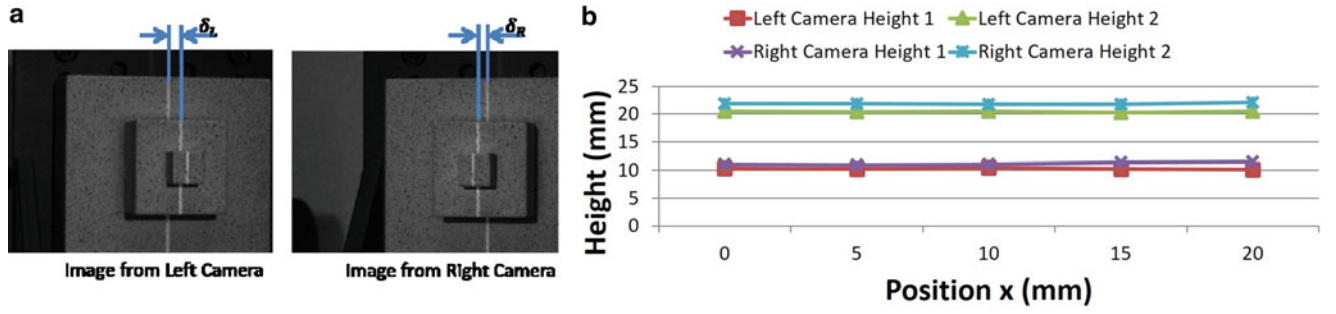 a
δL
δR
Image from Left Camera
Image from Right Camera
b
Left Camera Height 1
Left Camera Height 2
Right Camera Height 1
Right Camera Height 2
Height (mm)
25
20
15
10
5
0
0 5 10 15 20
Position x (mm)